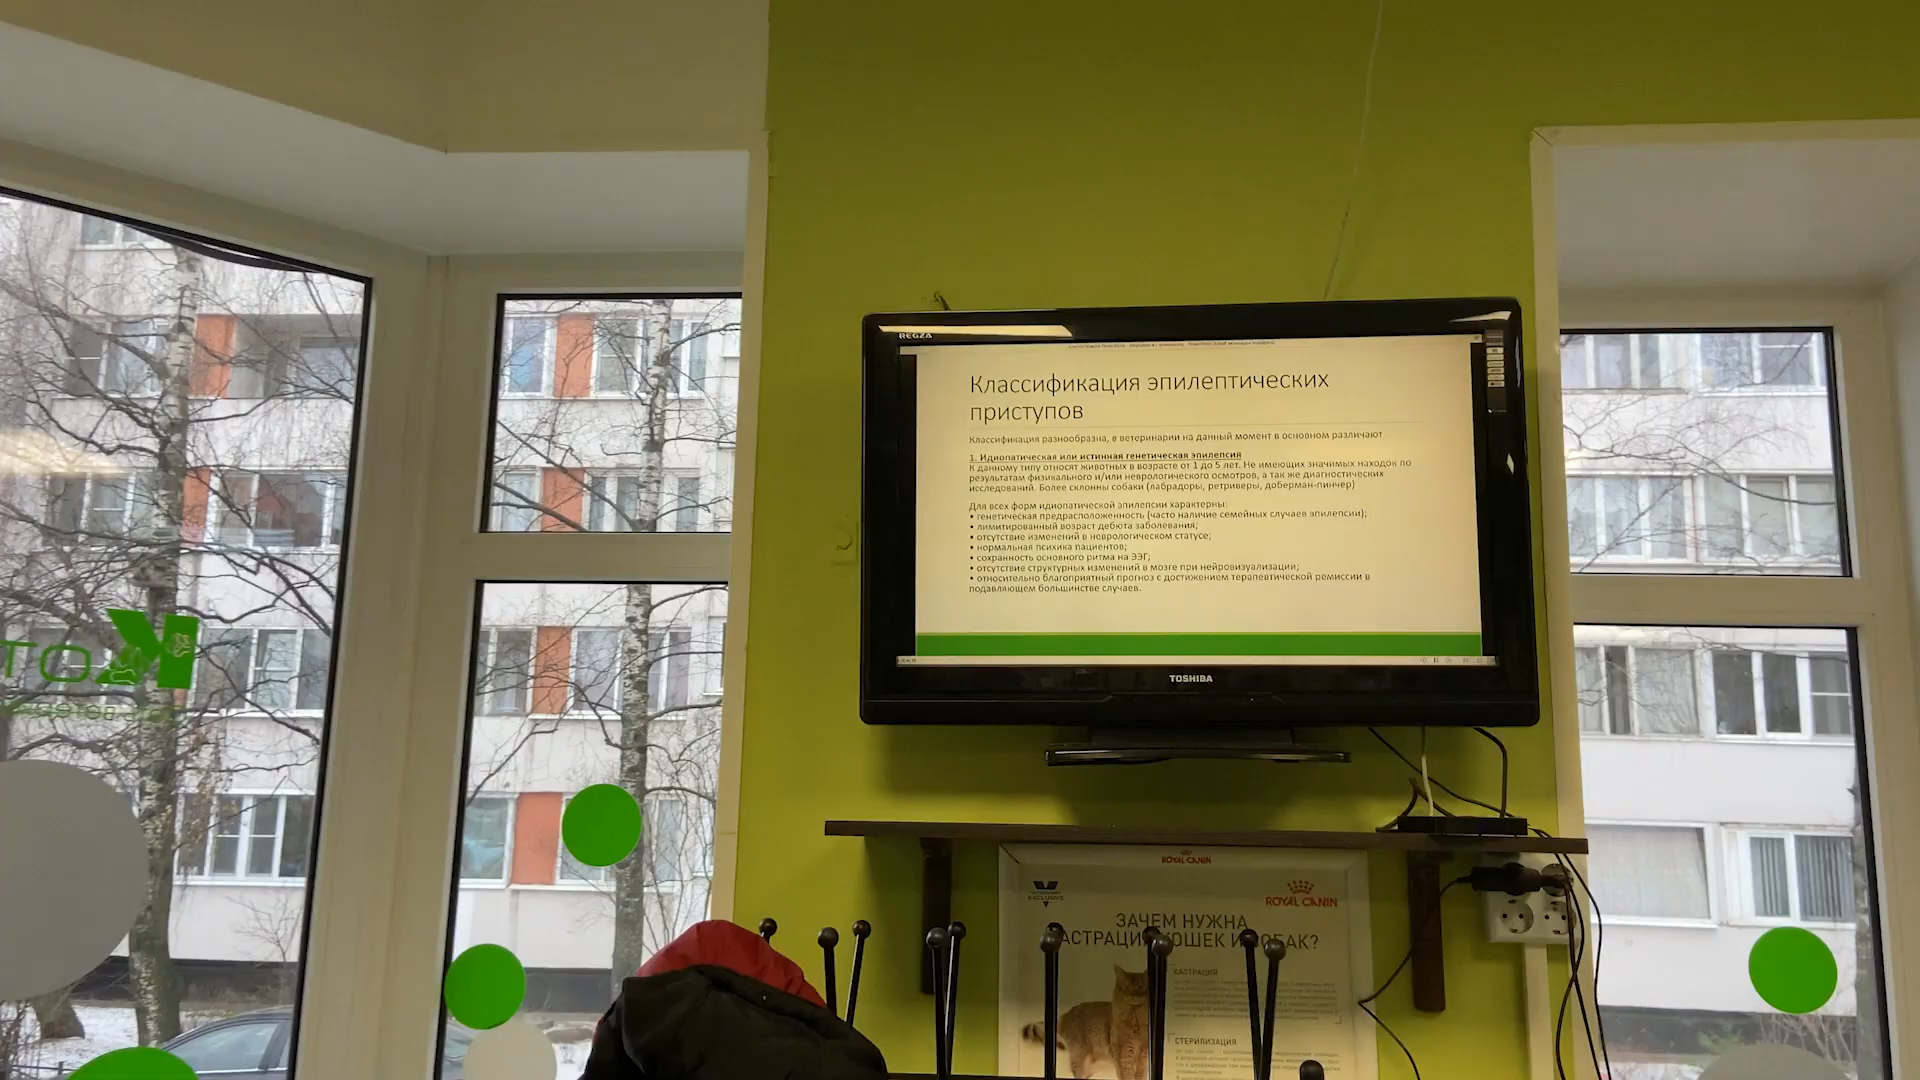 REGZA
Классификация эпилептических
приступов
Классификация разнообразна, в ветеринарии на данный момент в основном различают
1. Идиопатическая или истинная генетическая эпилепсия
К данному типу относят животных в возрасте от 1 до 5 лет. Не имеющих значимых находок по
результатам физикального и/или неврологического осмотров, а так же диагностических
исследований. Более склонны собаки (лабрадоры, ретриверы, доберман-пинчер)
Для всех форм идиопатической эпилепсии характерны:
• генетическая предрасположенность (часто наличие семейных случаев эпилепсии);
• лимитированный возраст дебюта заболевания;
• отсутствие изменений в неврологическом статусе;
• нормальная психика пациентов;
• сохранность основного ритма на ЭЭГ;
• отсутствие структурных изменений в мозге при нейровизуализации;
• относительно благоприятный прогноз с достижением терапевтической ремиссии в
подавляющем большинстве случаев.
TOSHIBA
Кот
ROYAL CANIN
EXCLUSIVE
ROYAL CANIN
ЗАЧЕМ НУЖНА
КАСТРАЦИЯ КОШЕК И СОБАК?
КАСТРАЦИЯ
СТЕРИЛИЗАЦИЯ